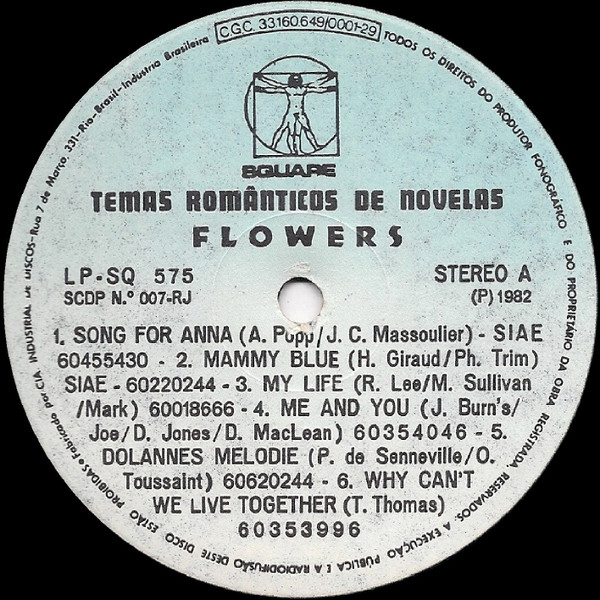 C.G.C. 33.160.649/0001-29
TODOS OS DIREITOS DO PRODUTOR FONOGRÁFICO E DO PROPRIETÁRIO DA OBRA REGISTRADA, RESERVADOS. A EXECUÇÃO PUBLICA E A RADIODIFUSÃO DESTE DISCO ESTÃO PROIBIDAS • Fabricado por CIA. INDUSTRIAL DE DISCOS-Rua 7 de Março, 331-Rio-Brasil-Industria Brasileira
SQUARE
TEMAS ROMÂNTICOS DE NOVELAS
FLOWERS
LP-SQ 575
STEREO A
SCDP N.º 007-RJ
(P) 1982
1. SONG FOR ANNA (A. Popp/J. C. Massoulier) - SIAE
60455430 - 2. MAMMY BLUE (H. Giraud/Ph. Trim)
SIAE - 60220244 - 3. MY LIFE (R. Lee/M. Sullivan
/Mark) 60018666 - 4. ME AND YOU (J. Burn's/
Joe/D. Jones/D. MacLean) 60354046 - 5.
DOLANNES MELODIE (P. de Senneville/O.
Toussaint) 60620244 - 6. WHY CAN'T
WE LIVE TOGETHER (T. Thomas)
60353996